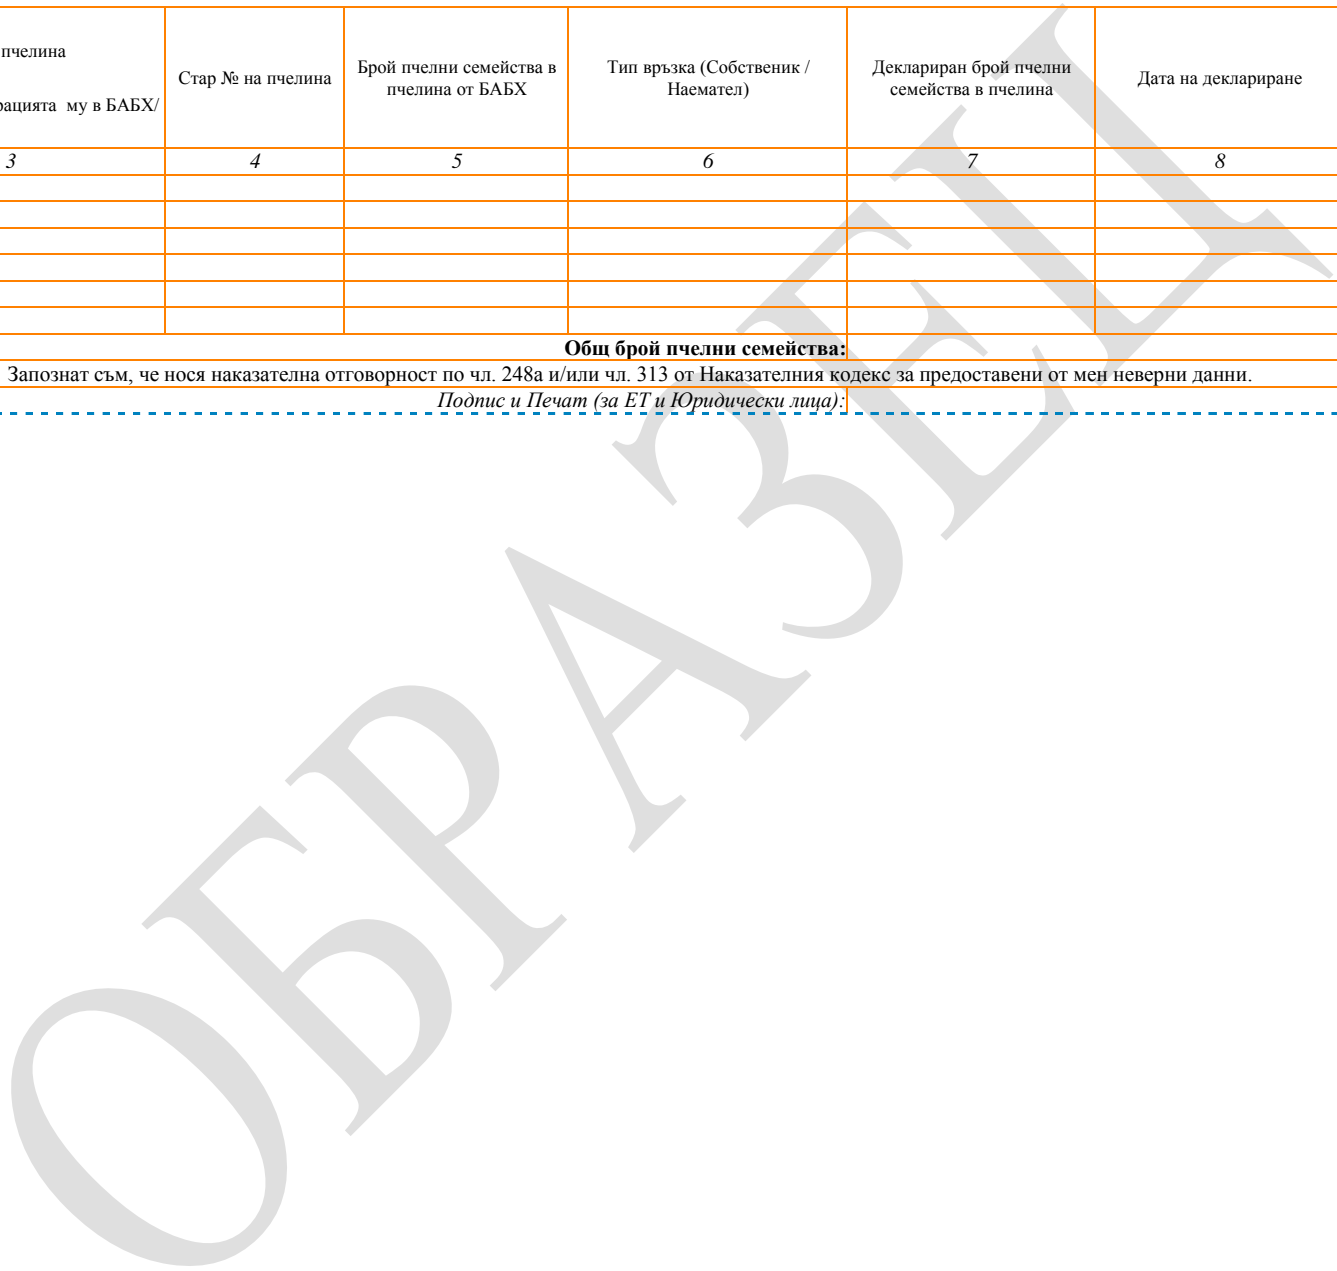 пчелина
му в БАБХ/
Стар № на пчелина
Брой пчелни семейства в
пчелина от БАБХ
Тип връзка (Собственик /
Наемател)
Деклариран брой пчелни
семейства в пчелина
Дата на деклариране
3 4 5 6 7 8
Общ брой пчелни семейства:
Запознат съм, че нося наказателна отговорност по чл. 248а и/или чл. 313 от Наказателния кодекс за предоставени от мен неверни данни.
Подпис и Печат (за ЕТ и Юридически лица):
ОБРАЗЕЦ